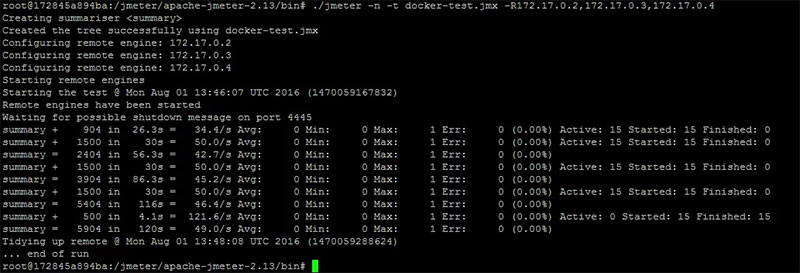 root@172845a894ba:/jmeter/apache-jmeter-2.13/bin# ./jmeter -n -t docker-test.jmx -R172.17.0.2,172.17.0.3,172.17.0.4
Creating summariser <summary>
Created the tree successfully using docker-test.jmx
Configuring remote engine: 172.17.0.2
Configuring remote engine: 172.17.0.3
Configuring remote engine: 172.17.0.4
Starting remote engines
Starting the test @ Mon Aug 01 13:46:07 UTC 2016 (1470059167832)
Remote engines have been started
Waiting for possible shutdown message on port 4445
summary +    904 in  26.3s =   34.4/s Avg:     0 Min:     0 Max:     1 Err:     0 (0.00%) Active: 15 Started: 15 Finished: 0
summary +   1500 in    30s =   50.0/s Avg:     0 Min:     0 Max:     1 Err:     0 (0.00%) Active: 15 Started: 15 Finished: 0
summary =   2404 in  56.3s =   42.7/s Avg:     0 Min:     0 Max:     1 Err:     0 (0.00%)
summary +   1500 in    30s =   50.0/s Avg:     0 Min:     0 Max:     1 Err:     0 (0.00%) Active: 15 Started: 15 Finished: 0
summary =   3904 in  86.3s =   45.2/s Avg:     0 Min:     0 Max:     1 Err:     0 (0.00%)
summary +   1500 in    30s =   50.0/s Avg:     0 Min:     0 Max:     1 Err:     0 (0.00%) Active: 15 Started: 15 Finished: 0
summary =   5404 in   116s =   46.4/s Avg:     0 Min:     0 Max:     1 Err:     0 (0.00%)
summary +    500 in   4.1s =  121.6/s Avg:     0 Min:     0 Max:     1 Err:     0 (0.00%) Active: 0 Started: 15 Finished: 15
summary =   5904 in   120s =   49.0/s Avg:     0 Min:     0 Max:     1 Err:     0 (0.00%)
Tidying up remote @ Mon Aug 01 13:48:08 UTC 2016 (1470059288624)
... end of run
root@172845a894ba:/jmeter/apache-jmeter-2.13/bin#